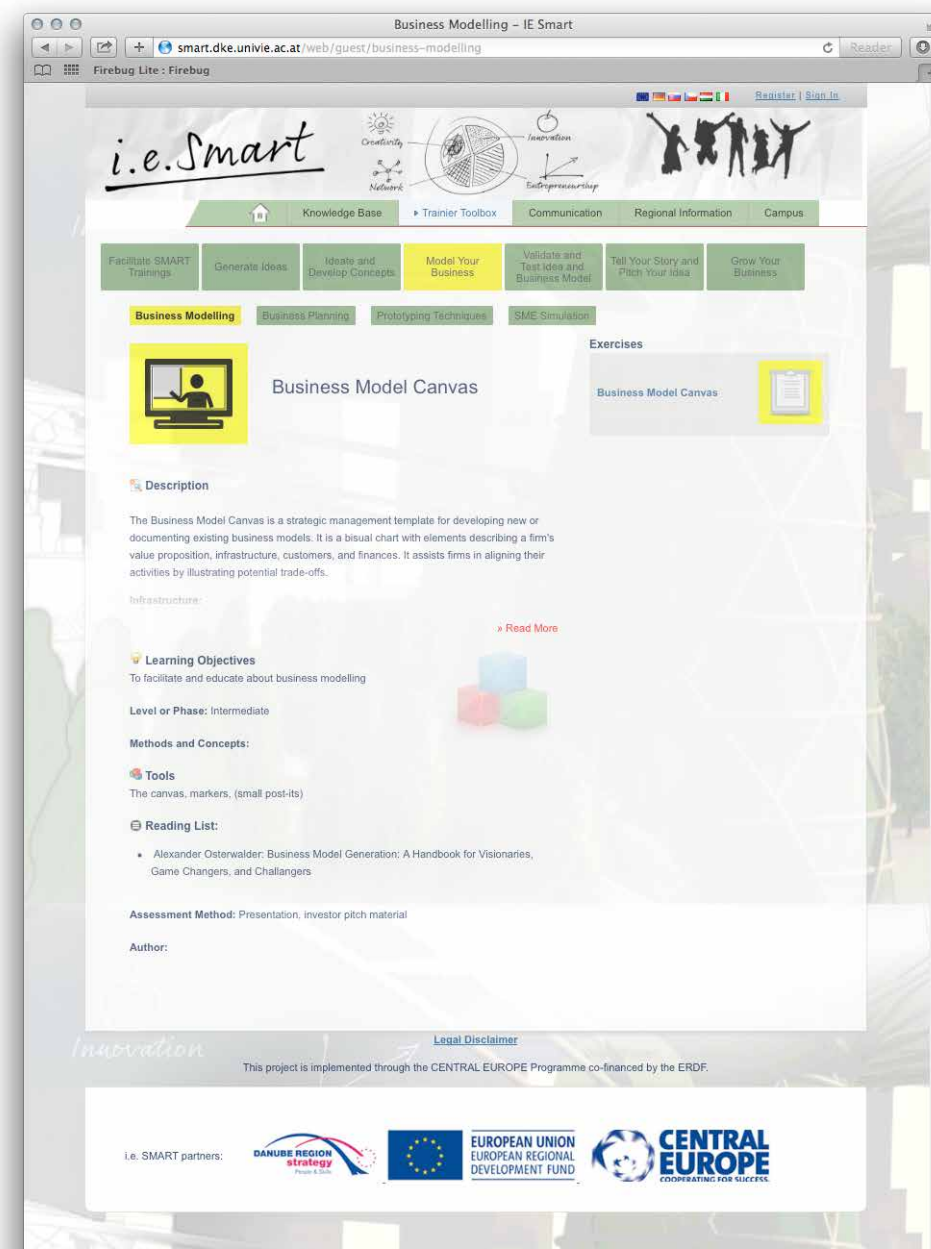 Business Modelling – IE Smart
smart.dke.univie.ac.at/web/guest/business-modelling
Reader
Firebug Lite : Firebug
Register | Sign In
i.e.Smart
Creativity
Network
Innovation
Entrepreneurship
Knowledge Base
Trainier Toolbox
Communication
Regional Information
Campus
Facilitate SMART
Trainings
Generate Ideas
Ideate and
Develop Concepts
Model Your
Business
Validate and
Test Idea and
Business Model
Tell Your Story and
Pitch Your Idea
Grow Your
Business
Business Modelling
Business Planning
Prototyping Techniques
SME Simulation
Business Model Canvas
Exercises
Business Model Canvas
Description
The Business Model Canvas is a strategic management template for developing new or
documenting existing business models. It is a bisual chart with elements describing a firm's
value proposition, infrastructure, customers, and finances. It assists firms in aligning their
activities by illustrating potential trade-offs.
Infrastructure:
» Read More
Learning Objectives
To facilitate and educate about business modelling
Level or Phase: Intermediate
Methods and Concepts:
Tools
The canvas, markers, (small post-its)
Reading List:
• Alexander Osterwalder: Business Model Generation: A Handbook for Visionaries,
Game Changers, and Challangers
Assessment Method: Presentation, investor pitch material
Author:
Innovation
Legal Disclaimer
This project is implemented through the CENTRAL EUROPE Programme co-financed by the ERDF.
i.e. SMART partners:
DANUBE REGION
strategy
People & Skills
EUROPEAN UNION
EUROPEAN REGIONAL
DEVELOPMENT FUND
CENTRAL
EUROPE
COOPERATING FOR SUCCESS.